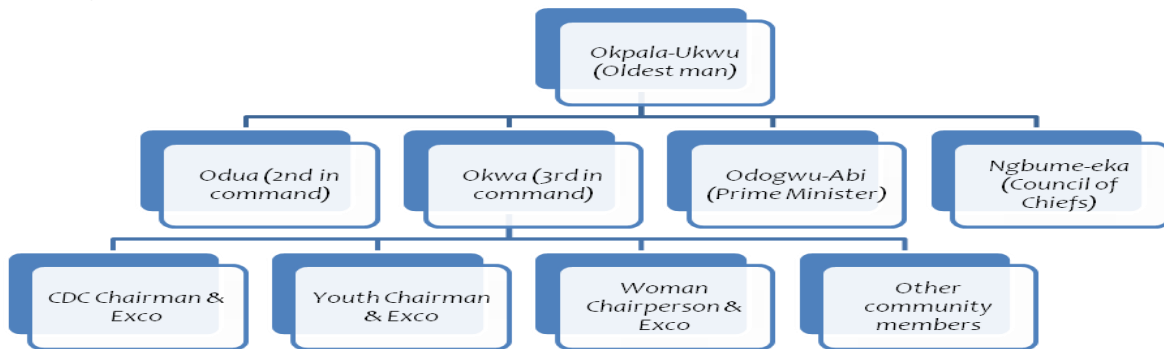 Okpala-Ukwu
(Oldest man)
Odua (2nd in
command)
Okwa (3rd in
command)
Odogwu-Abi
(Prime Minister)
Ngbume-eka
(Council of
Chiefs)
CDC Chairman &
Exco
Youth Chairman
& Exco
Woman
Chairperson &
Exco
Other
community
members